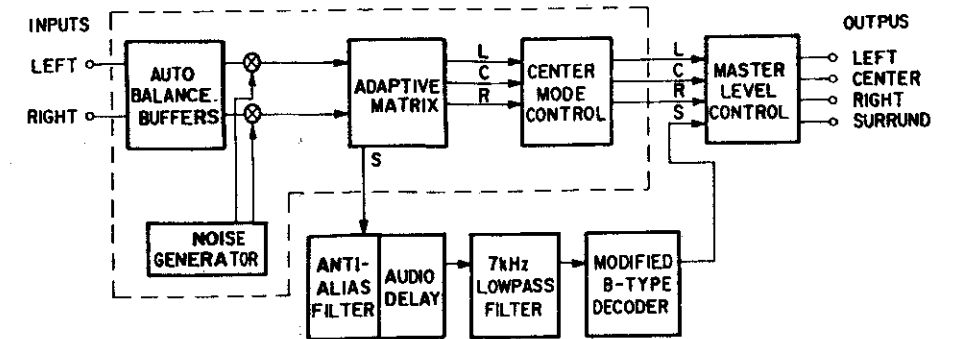 INPUTS
LEFT
RIGHT
AUTO
BALANCE
BUFFERS
NOISE
GENERATOR
ADAPTIVE
MATRIX
L
C
R
S
CENTER
MODE
CONTROL
L
C
R
S
MASTER
LEVEL
CONTROL
OUTPUS
LEFT
CENTER
RIGHT
SURRUND
ANTI-
ALIAS
FILTER
AUDIO
DELAY
7kHz
LOWPASS
FILTER
MODIFIED
B-TYPE
DECODER